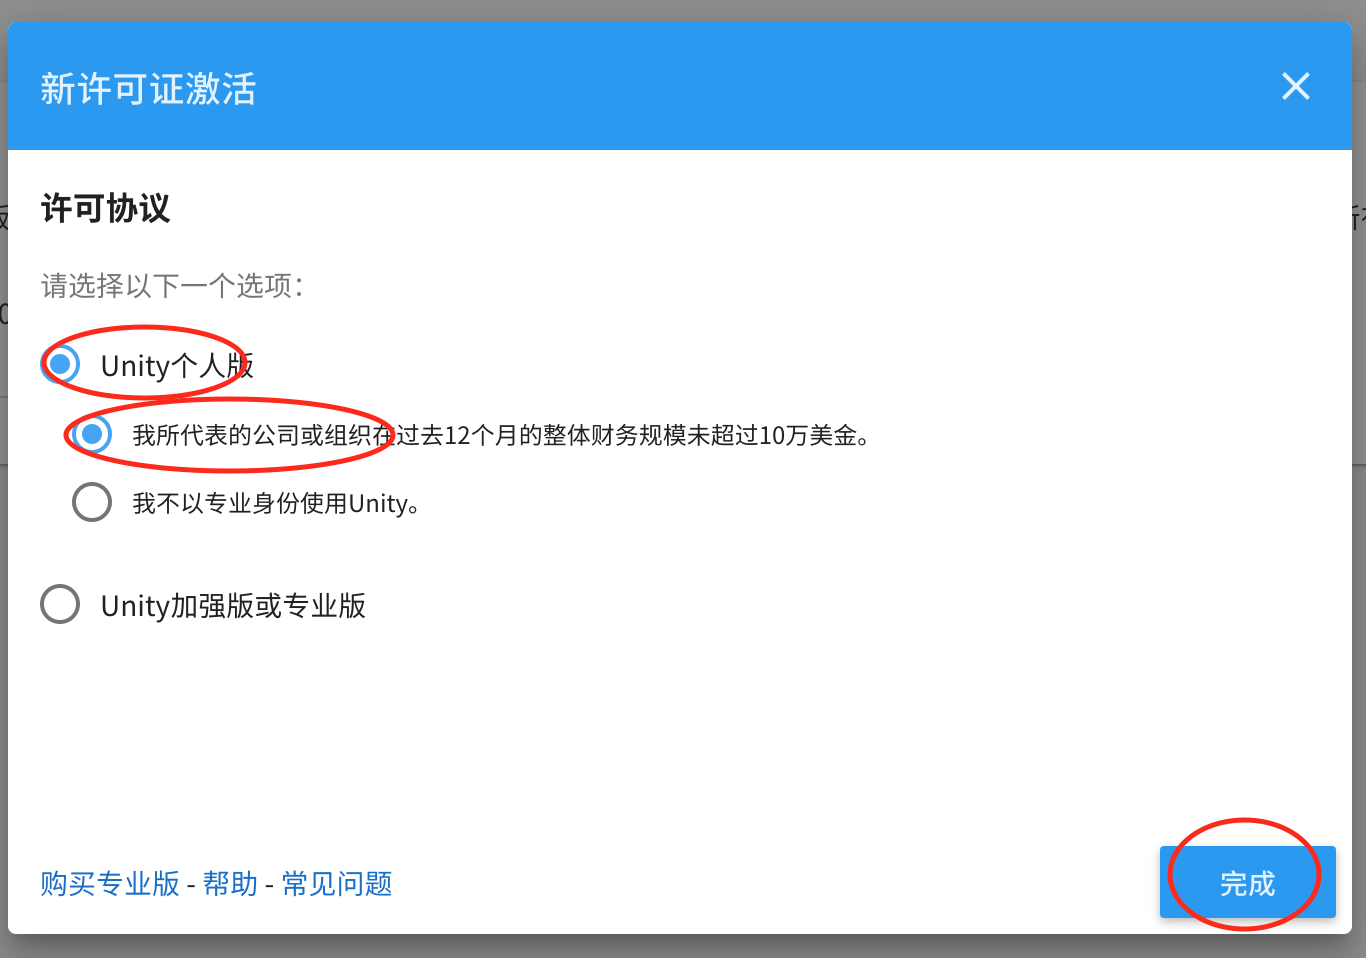 新许可证激活
许可协议
请选择以下一个选项：
Unity个人版
我所代表的公司或组织在过去12个月的整体财务规模未超过10万美金。
我不以专业身份使用Unity。
Unity加强版或专业版
购买专业版 - 帮助 - 常见问题
完成